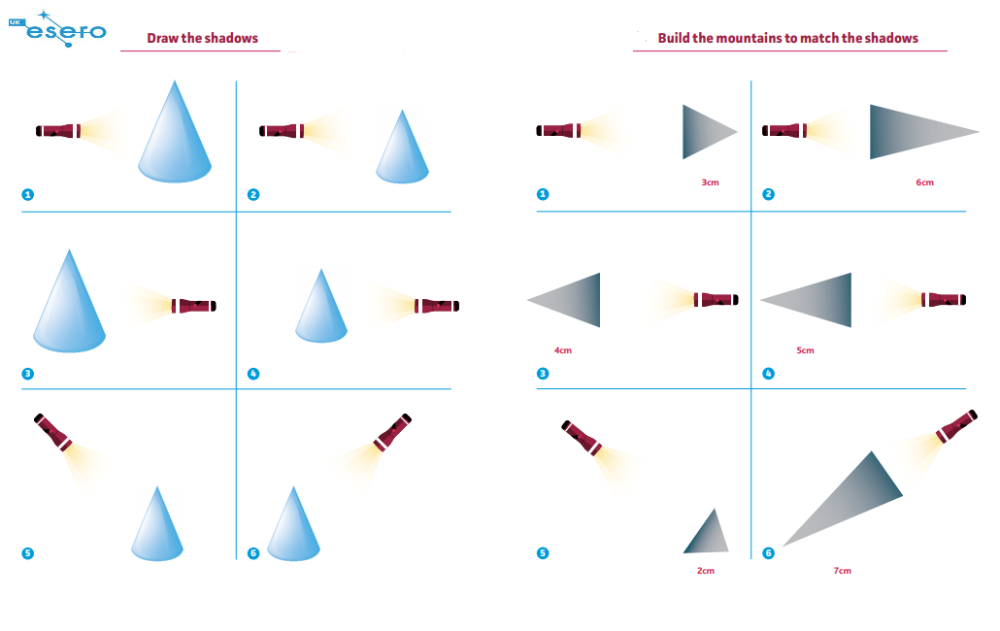 UK
esero
Draw the shadows
1
2
3
4
5
6
Build the mountains to match the shadows
3cm
1
6cm
2
4cm
3
5cm
4
5
2cm
6
7cm